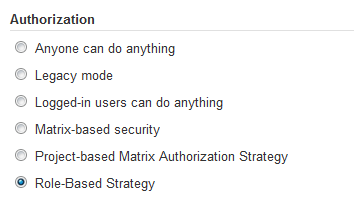 Authorization
Anyone can do anything
Legacy mode
Logged-in users can do anything
Matrix-based security
Project-based Matrix Authorization Strategy
Role-Based Strategy